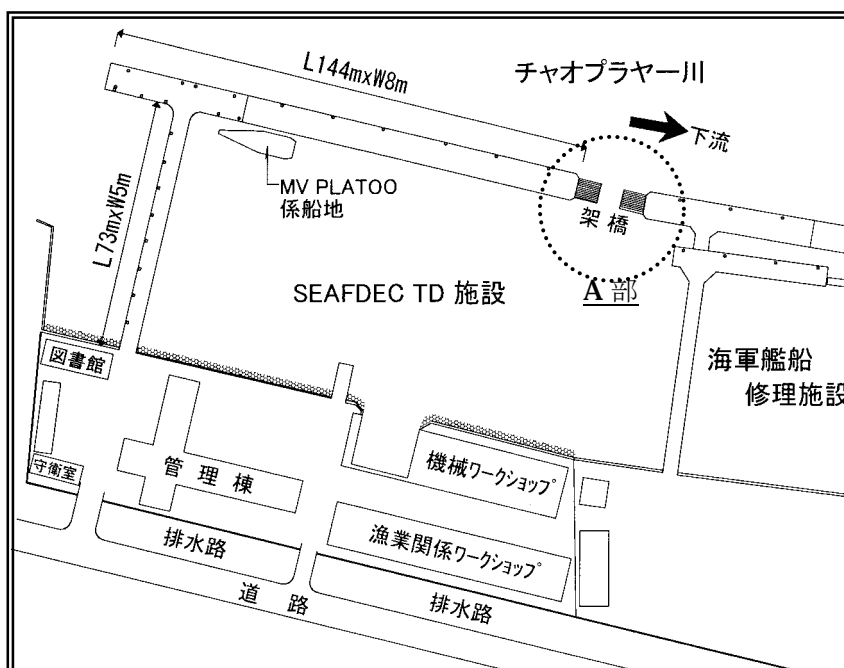 L144mxW8m
チャオプラヤー川
下流
MV PLATOO
係船地
架橋
L73mxW5m
SEAFDEC TD 施設
A 部
海軍艦船
修理施設
図書館
守衛室
管理棟
機械ワークショップ
漁業関係ワークショップ
排水路
排水路
道路